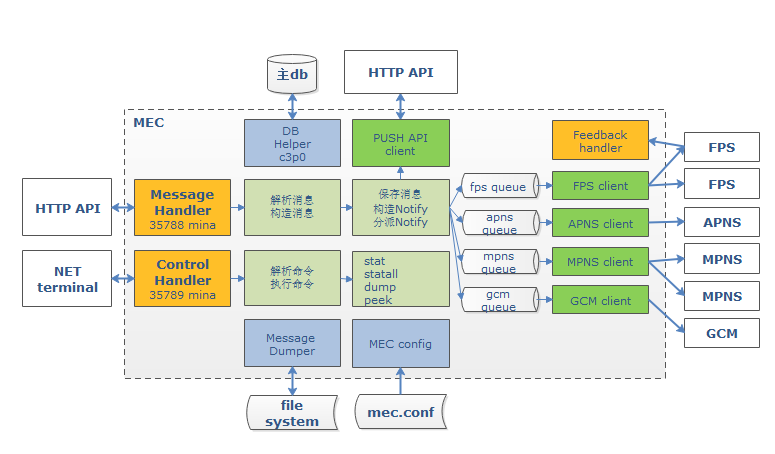 主db
HTTP API
MEC
DB
Helper
c3p0
PUSH API
client
Feedback
handler
FPS
HTTP API
Message
Handler
35788 mina
解析消息
构造消息
保存消息
构造Notify
分派Notify
fps queue
FPS client
FPS
apns
queue
APNS client
APNS
NET
terminal
Control
Handler
35789 mina
解析命令
执行命令
stat
statall
dump
peek
mpns
queue
MPNS client
MPNS
gcm
queue
GCM client
MPNS
GCM
Message
Dumper
MEC config
file
system
mec.conf